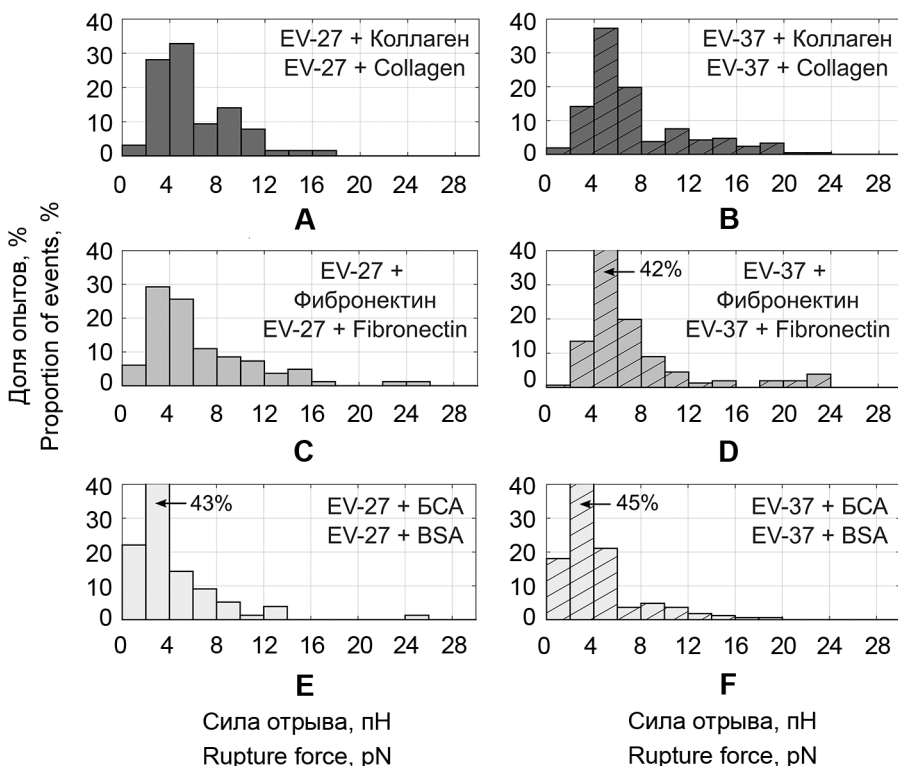 Доля опытов, %
Proportion of events, %
40
30
20
10
0
EV-27 + Коллаген
EV-27 + Collagen
0 4 8 12 16 20 24 28
A
40
30
20
10
0
EV-37 + Коллаген
EV-37 + Collagen
0 4 8 12 16 20 24 28
B
40
30
20
10
0
EV-27 +
Фибронектин
EV-27 + Fibronectin
0 4 8 12 16 20 24 28
C
40
30
20
10
0
42%
EV-37 +
Фибронектин
EV-37 + Fibronectin
0 4 8 12 16 20 24 28
D
40
30
20
10
0
43%
EV-27 + БСА
EV-27 + BSA
0 4 8 12 16 20 24 28
E
Сила отрыва, пН
Rupture force, pN
40
30
20
10
0
45%
EV-37 + БСА
EV-37 + BSA
0 4 8 12 16 20 24 28
F
Сила отрыва, пН
Rupture force, pN